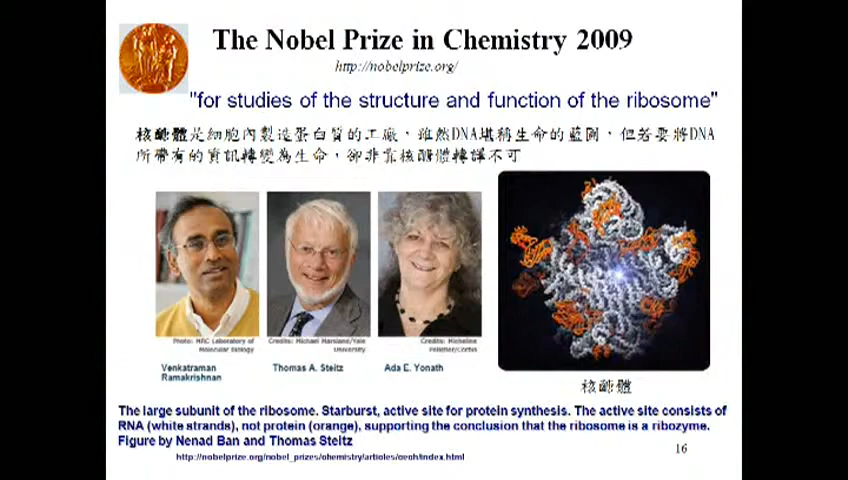 The Nobel Prize in Chemistry 2009
http://nobelprize.org/
"for studies of the structure and function of the ribosome"
核醣體是細胞內製造蛋白質的工廠，雖然DNA堪稱生命的藍圖，但若要將DNA
所帶有的資訊轉變為生命，卻非靠核醣體轉譯不可
Photo: MRC Laboratory of
Molecular Biology
Credits: Michael Marsland/Yale
University
Credits: Micheline
Pelletier/Corbis
Venkatraman
Ramakrishnan
Thomas A. Steitz
Ada E. Yonath
核醣體
The large subunit of the ribosome. Starburst, active site for protein synthesis. The active site consists of
RNA (white strands), not protein (orange), supporting the conclusion that the ribosome is a ribozyme.
Figure by Nenad Ban and Thomas Steitz
http://nobelprize.org/nobel_prizes/chemistry/articles/cech/index.html
16